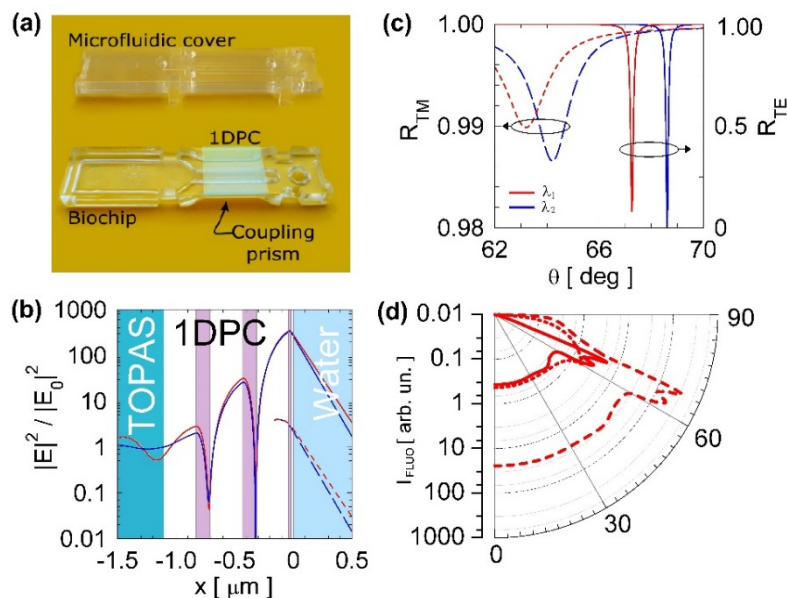 (a)
Microfluidic cover
1DPC
Biochip
Coupling
prism
(b)
1000
100
10
1
0.1
0.01
|E|² / |E₀|²
TOPAS
1DPC
Water
-1.5
-1.0
-0.5
0
0.5
x [ μm ]
(c)
1.00
0.99
0.98
R_TM
1.00
0.5
0
R_TE
λ₁
λ₂
62
66
70
θ [ deg ]
(d)
0.01
0.1
1
10
100
1000
I_FLUO [ arb. un. ]
0
30
60
90